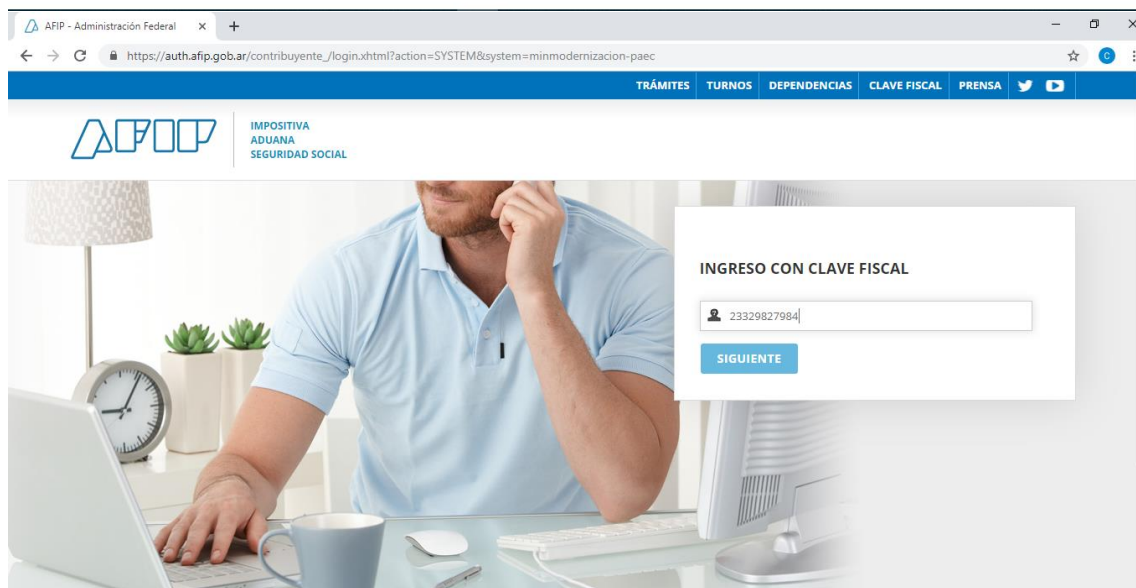 AFIP - Administración Federal
https://auth.afip.gob.ar/contribuyente_/login.xhtml?action=SYSTEM&system=minmodernizacion-paec
C
TRÁMITES TURNOS DEPENDENCIAS CLAVE FISCAL PRENSA
AFIP
IMPOSITIVA
ADUANA
SEGURIDAD SOCIAL
INGRESO CON CLAVE FISCAL
23329827984
SIGUIENTE